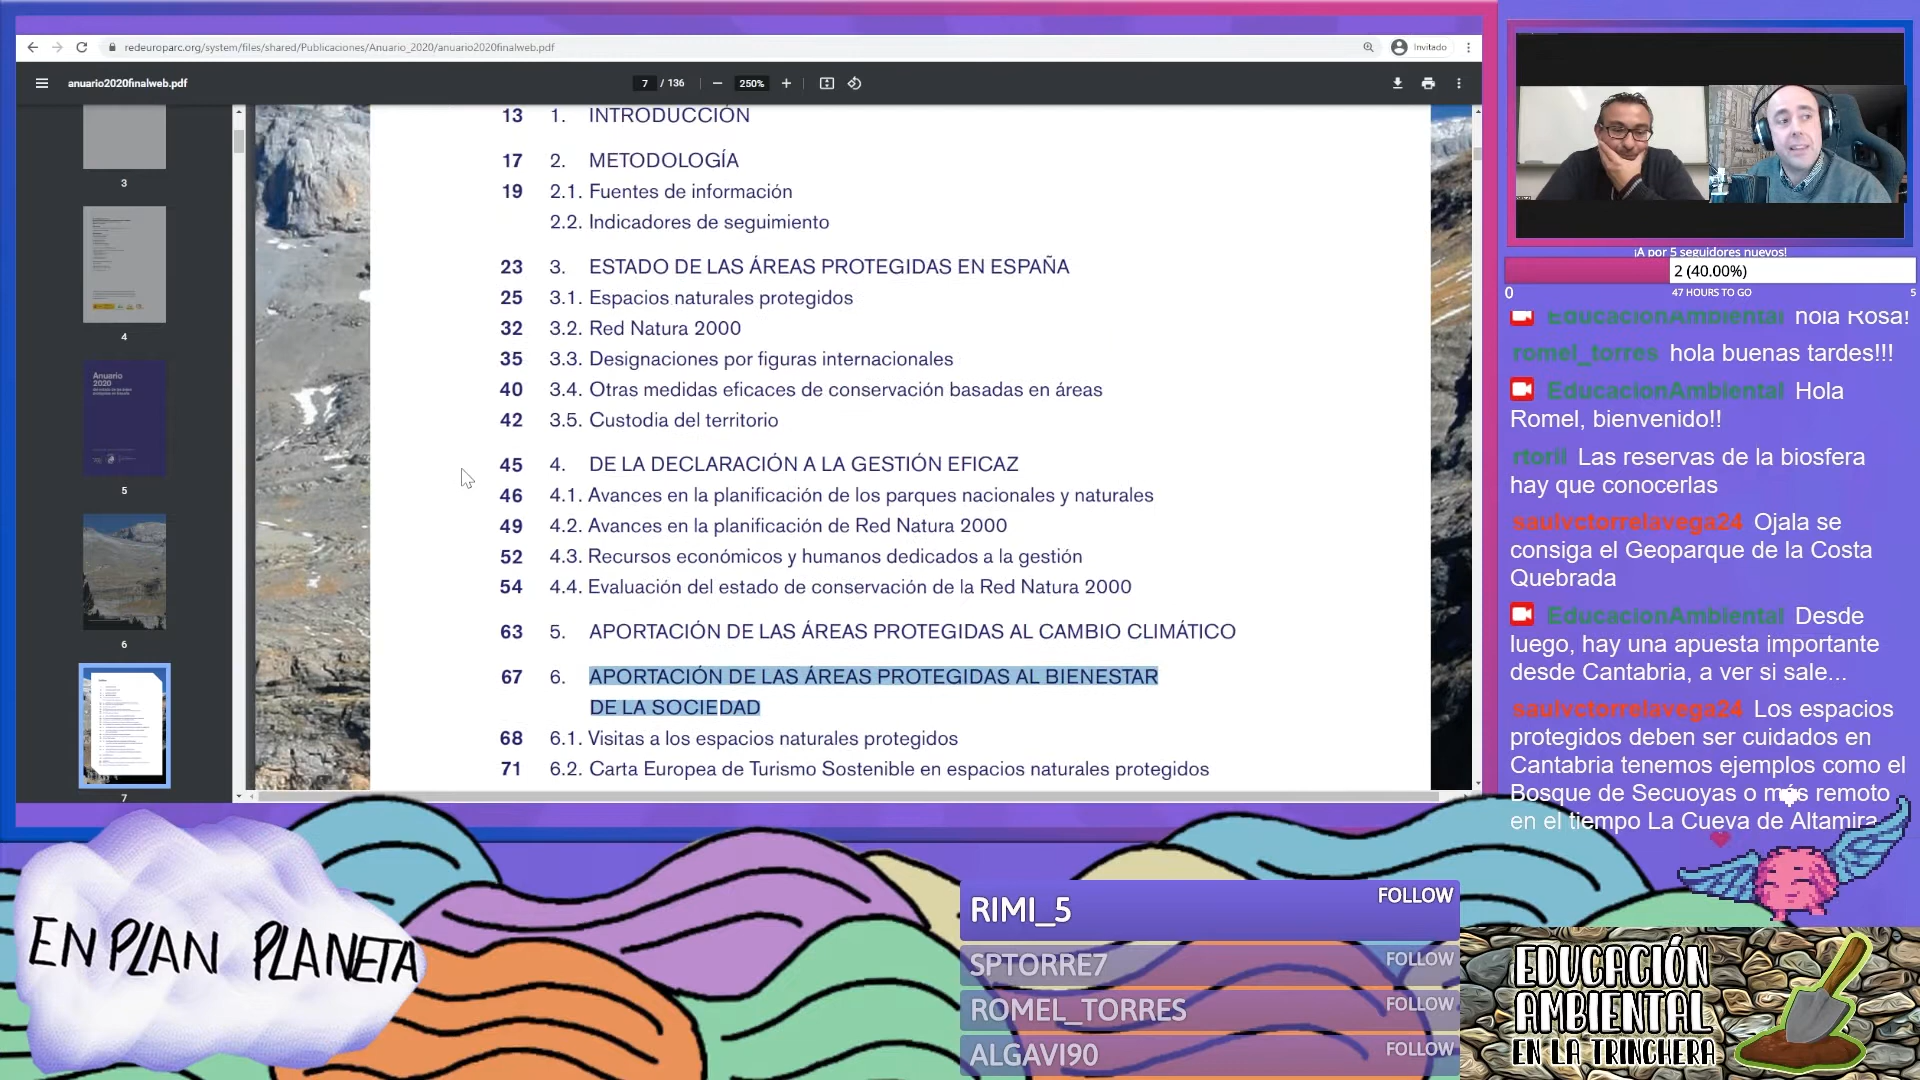 redeuroparc.org/system/files/shared/Publicaciones/Anuario_2020/anuario2020finalweb.pdf
Invitado
anuario2020finalweb.pdf
7 / 136
250%
3
4
Anuario
2020
5
6
7
13 1. INTRODUCCIÓN
17 2. METODOLOGÍA
19 2.1. Fuentes de información
2.2. Indicadores de seguimiento
23 3. ESTADO DE LAS ÁREAS PROTEGIDAS EN ESPAÑA
25 3.1. Espacios naturales protegidos
32 3.2. Red Natura 2000
35 3.3. Designaciones por figuras internacionales
40 3.4. Otras medidas eficaces de conservación basadas en áreas
42 3.5. Custodia del territorio
45 4. DE LA DECLARACIÓN A LA GESTIÓN EFICAZ
46 4.1. Avances en la planificación de los parques nacionales y naturales
49 4.2. Avances en la planificación de Red Natura 2000
52 4.3. Recursos económicos y humanos dedicados a la gestión
54 4.4. Evaluación del estado de conservación de la Red Natura 2000
63 5. APORTACIÓN DE LAS ÁREAS PROTEGIDAS AL CAMBIO CLIMÁTICO
67 6. APORTACIÓN DE LAS ÁREAS PROTEGIDAS AL BIENESTAR
DE LA SOCIEDAD
68 6.1. Visitas a los espacios naturales protegidos
71 6.2. Carta Europea de Turismo Sostenible en espacios naturales protegidos
¡A por 5 seguidores nuevos!
2 (40.00%)
0 47 HOURS TO GO 5
EducacionAmbiental hola Rosa!
romel_torres hola buenas tardes!!!
EducacionAmbiental Hola
Romel, bienvenido!!
rtoril Las reservas de la biosfera
hay que conocerlas
saulvctorrelavega24 Ojala se
consiga el Geoparque de la Costa
Quebrada
EducacionAmbiental Desde
luego, hay una apuesta importante
desde Cantabria, a ver si sale...
saulvctorrelavega24 Los espacios
protegidos deben ser cuidados en
Cantabria tenemos ejemplos como el
Bosque de Secuoyas o más remoto
en el tiempo La Cueva de Altamira
EN PLAN PLANETA
RIMI_5 FOLLOW
SPTORRE7 FOLLOW
ROMEL_TORRES FOLLOW
ALGAVI90 FOLLOW
EDUCACIÓN
AMBIENTAL
EN LA TRINCHERA